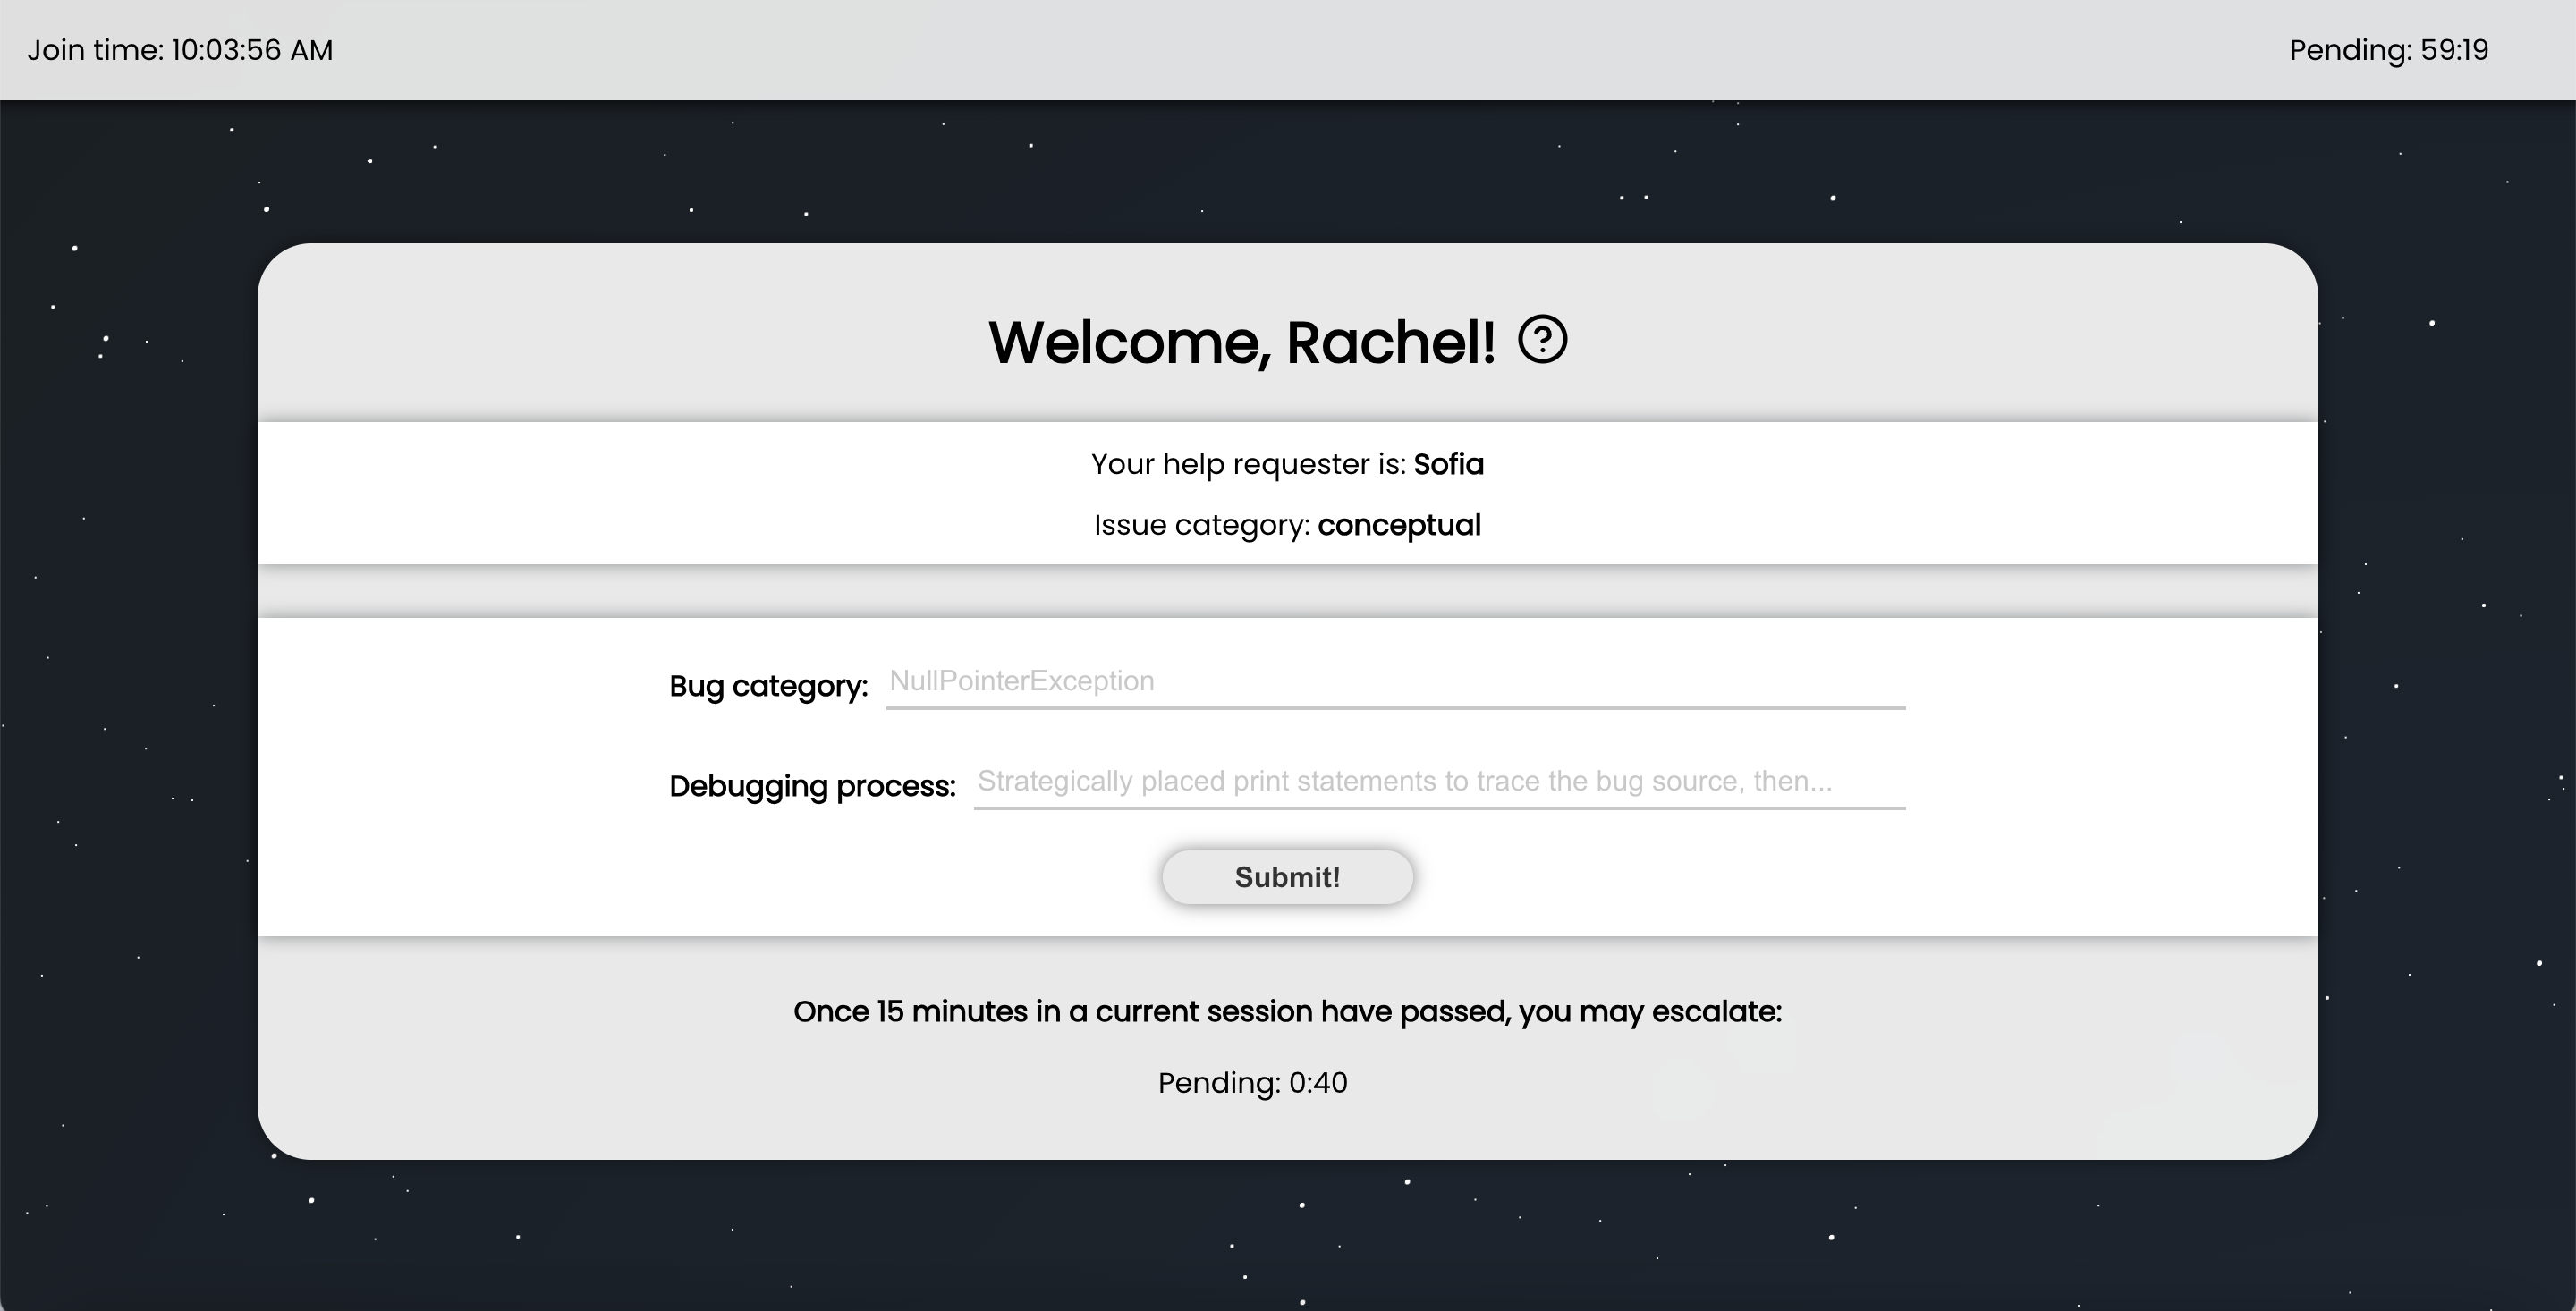 Join time: 10:03:56 AM
Pending: 59:19
Welcome, Rachel!
Your help requester is: Sofia
Issue category: conceptual
Bug category: NullPointerException
Debugging process: Strategically placed print statements to trace the bug source, then...
Submit!
Once 15 minutes in a current session have passed, you may escalate:
Pending: 0:40